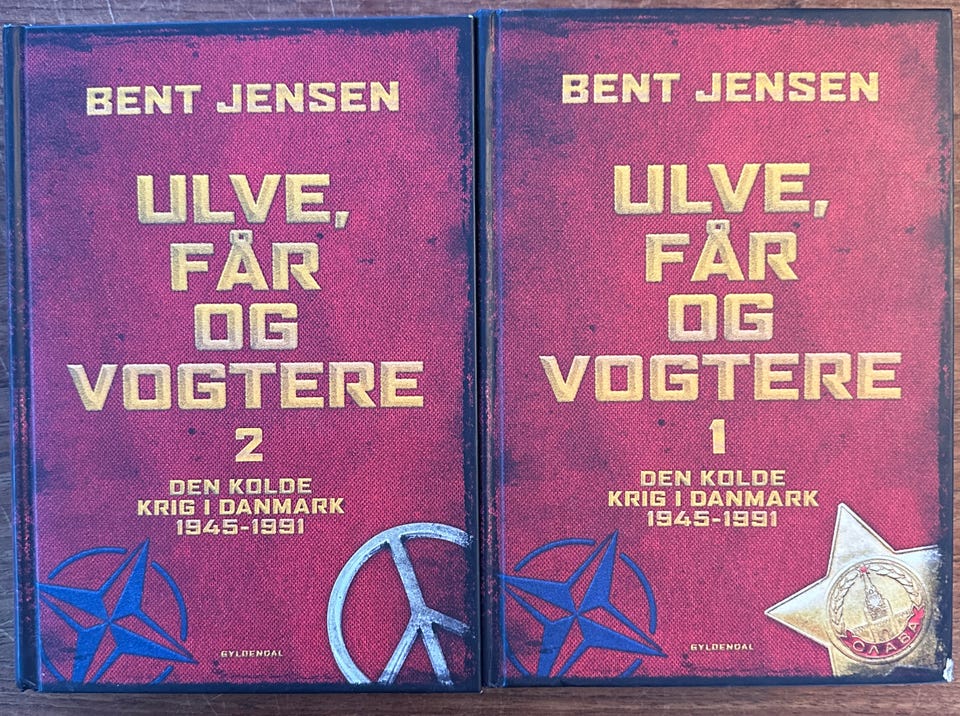 BENT JENSEN
ULVE,
FÅR
OG
VOGTERE
2
DEN KOLDE
KRIG I DANMARK
1945-1991
GYLDENDAL
BENT JENSEN
ULVE,
FÅR
OG
VOGTERE
1
DEN KOLDE
KRIG I DANMARK
1945-1991
СЛАВА
GYLDENDAL